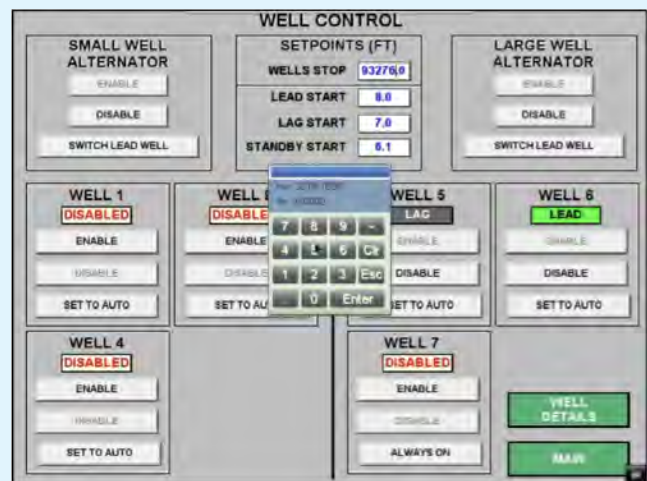 WELL CONTROL
SMALL WELL
ALTERNATOR
ENABLE
DISABLE
SWITCH LEAD WELL
SETPOINTS (FT)
WELLS STOP 93276.0
LEAD START 8.0
LAG START 7.0
STANDBY START 6.1
LARGE WELL
ALTERNATOR
ENABLE
DISABLE
SWITCH LEAD WELL
WELL 1
DISABLED
ENABLE
DISABLE
SET TO AUTO
WELL
DISABLED
ENABLE
DISABLE
SET TO
7 8 9 -
4 5 6 Clr
1 2 3 Esc
. 0 Enter
WELL 5
LAG
ENABLE
DISABLE
SET TO AUTO
WELL 6
LEAD
ENABLE
DISABLE
SET TO AUTO
WELL 4
DISABLED
ENABLE
DISABLE
SET TO AUTO
WELL 7
DISABLED
ENABLE
DISABLE
ALWAYS ON
WELL
DETAILS
MAIN